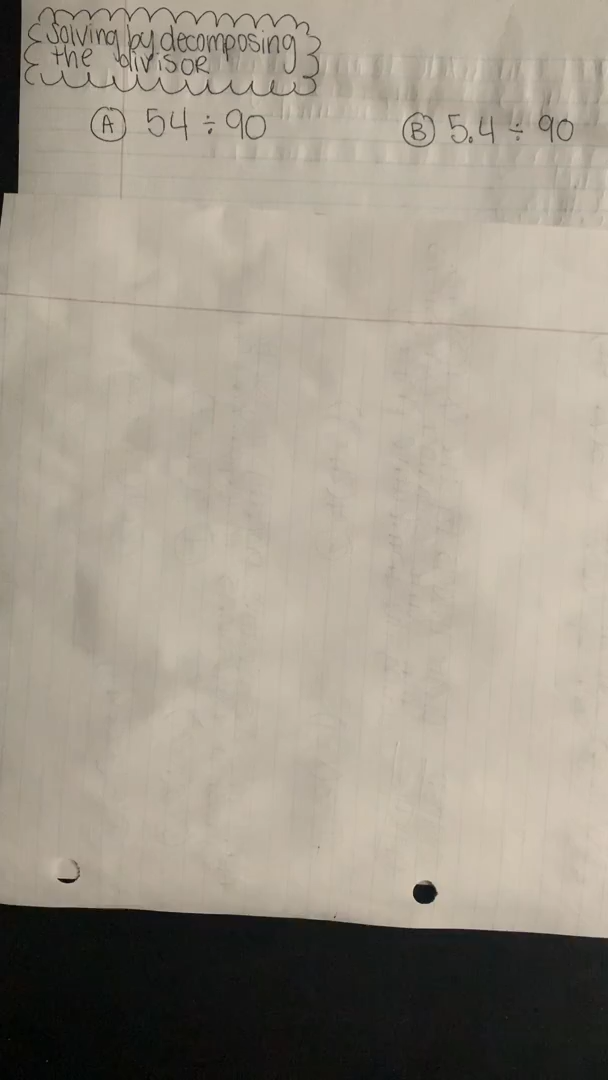 Solving by decomposing
the divisor
Ⓐ 54 ÷ 90
Ⓑ 5.4 ÷ 90